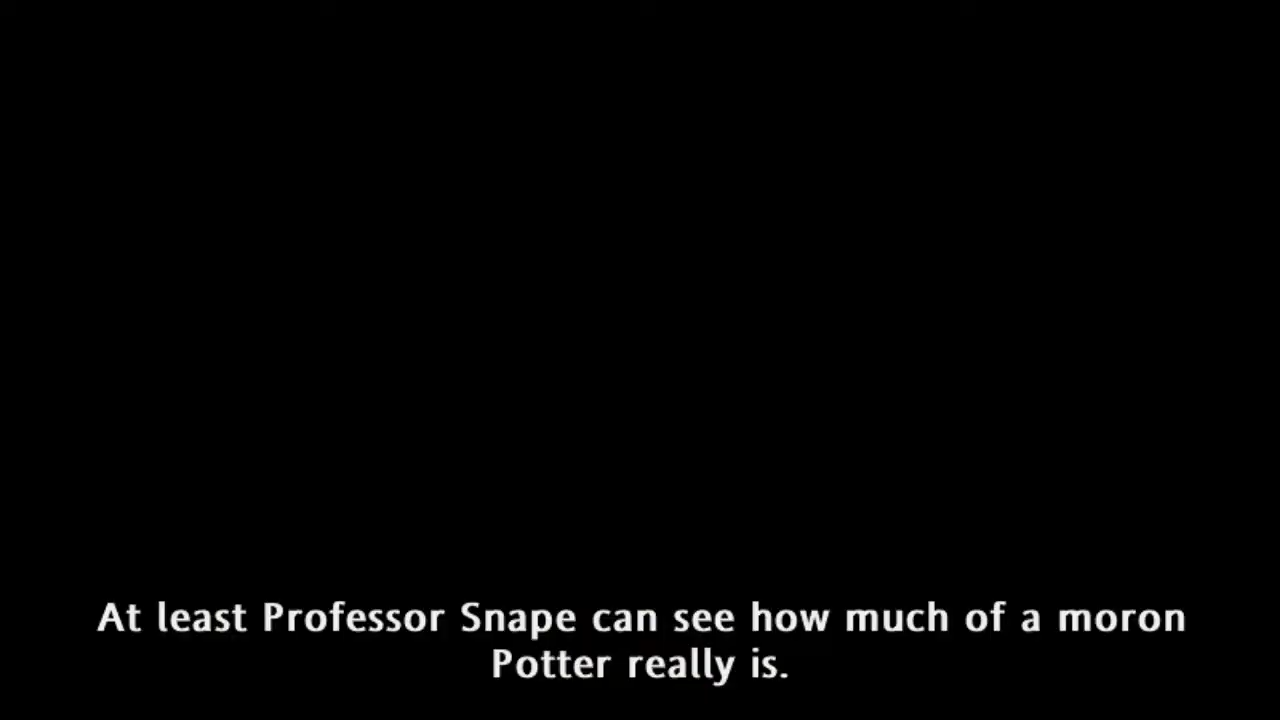 At least Professor Snape can see how much of a moron
Potter really is.